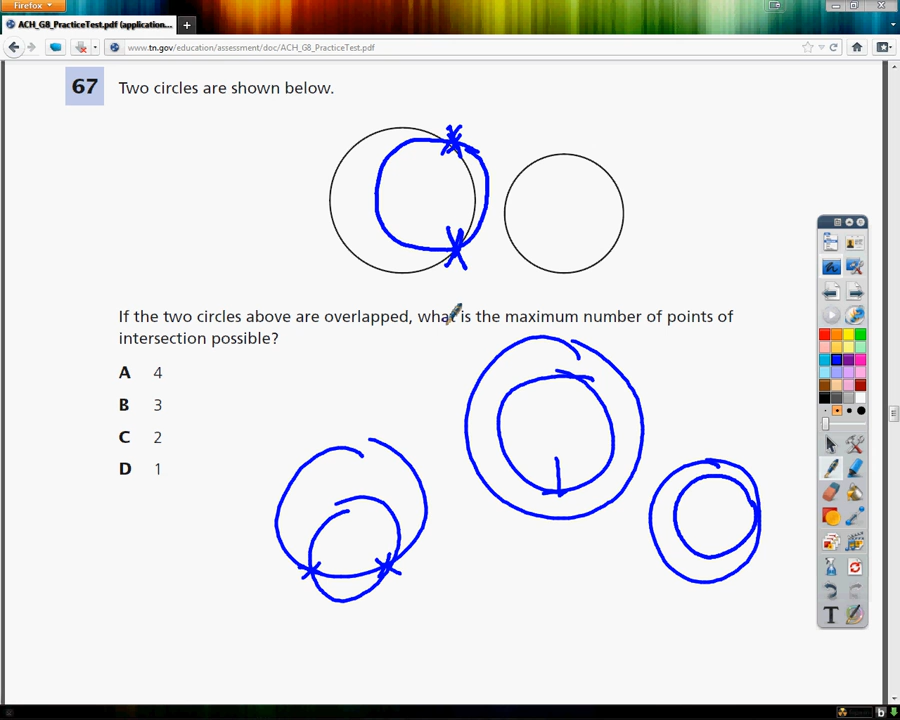 Firefox
ACH_G8_PracticeTest.pdf (application...
www.tn.gov/education/assessment/doc/ACH_G8_PracticeTest.pdf
67 Two circles are shown below.
If the two circles above are overlapped, what is the maximum number of points of
intersection possible?
A 4
B 3
C 2
D 1
T
b